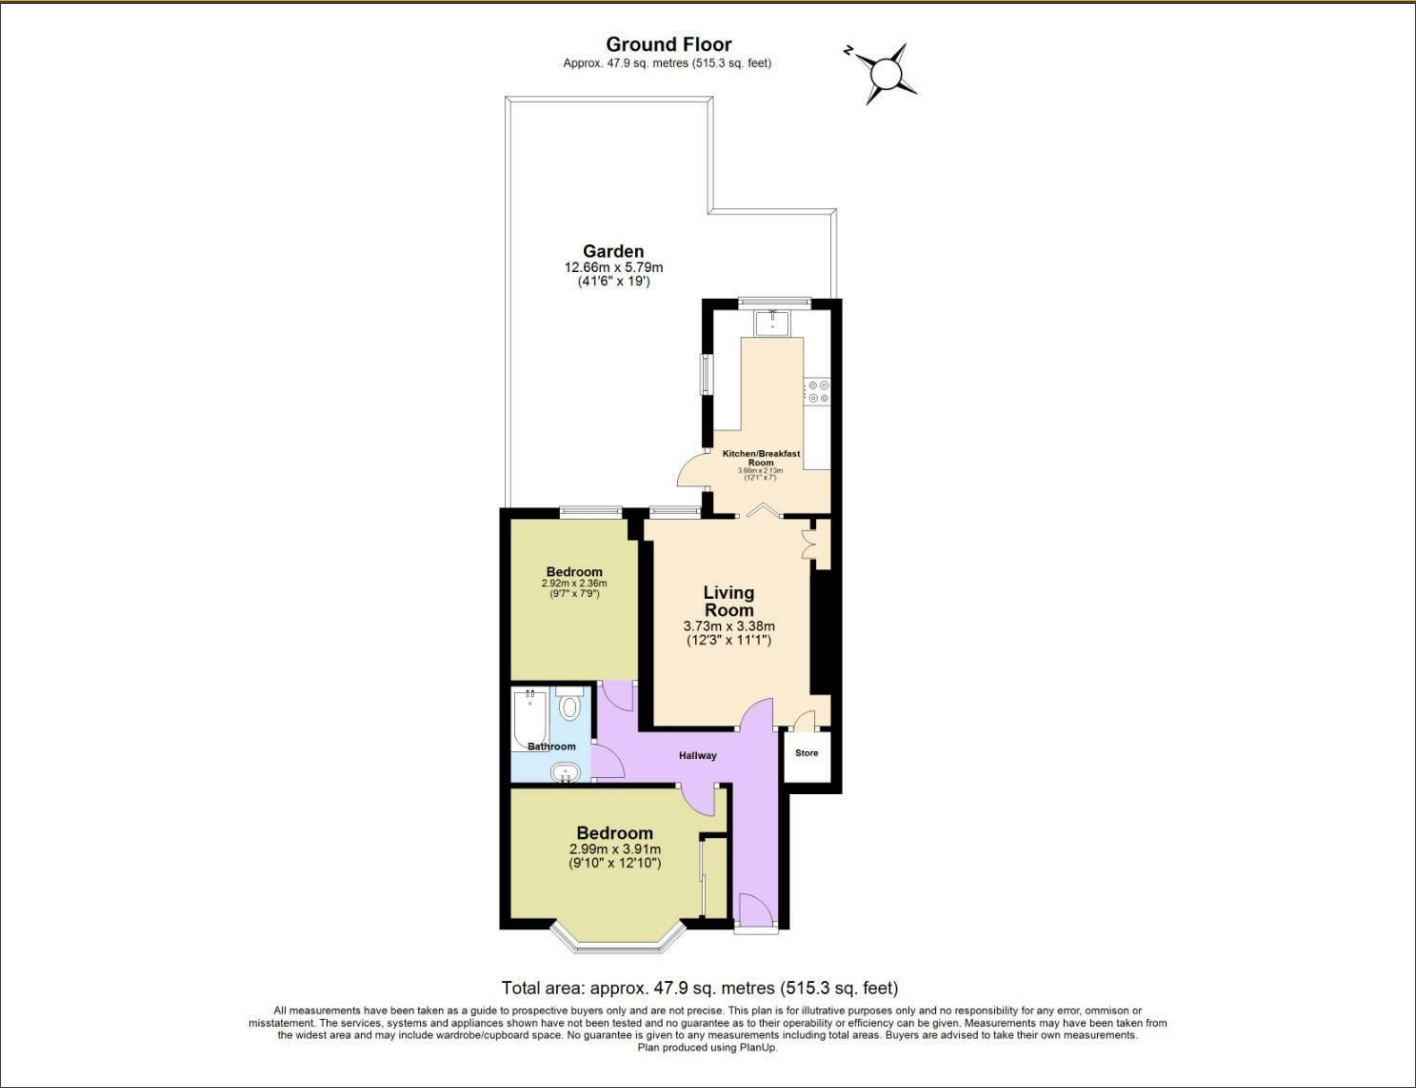 Ground Floor
Approx. 47.9 sq. metres (515.3 sq. feet)
N
Garden
12.66m x 5.79m
(41'6" x 19')
Kitchen/Breakfast
Room
3.68m x 2.13m
(12'1" x 7')
Bedroom
2.92m x 2.36m
(9'7" x 7'9")
Living
Room
3.73m x 3.38m
(12'3" x 11'1")
Bathroom
Hallway
Store
Bedroom
2.99m x 3.91m
(9'10" x 12'10")
Total area: approx. 47.9 sq. metres (515.3 sq. feet)
All measurements have been taken as a guide to prospective buyers only and are not precise. This plan is for illutrative purposes only and no responsibility for any error, ommison or
misstatement. The services, systems and appliances shown have not been tested and no guarantee as to their operability or efficiency can be given. Measurements may have been taken from
the widest area and may include wardrobe/cupboard space. No guarantee is given to any measurements including total areas. Buyers are advised to take their own measurements.
Plan produced using PlanUp.